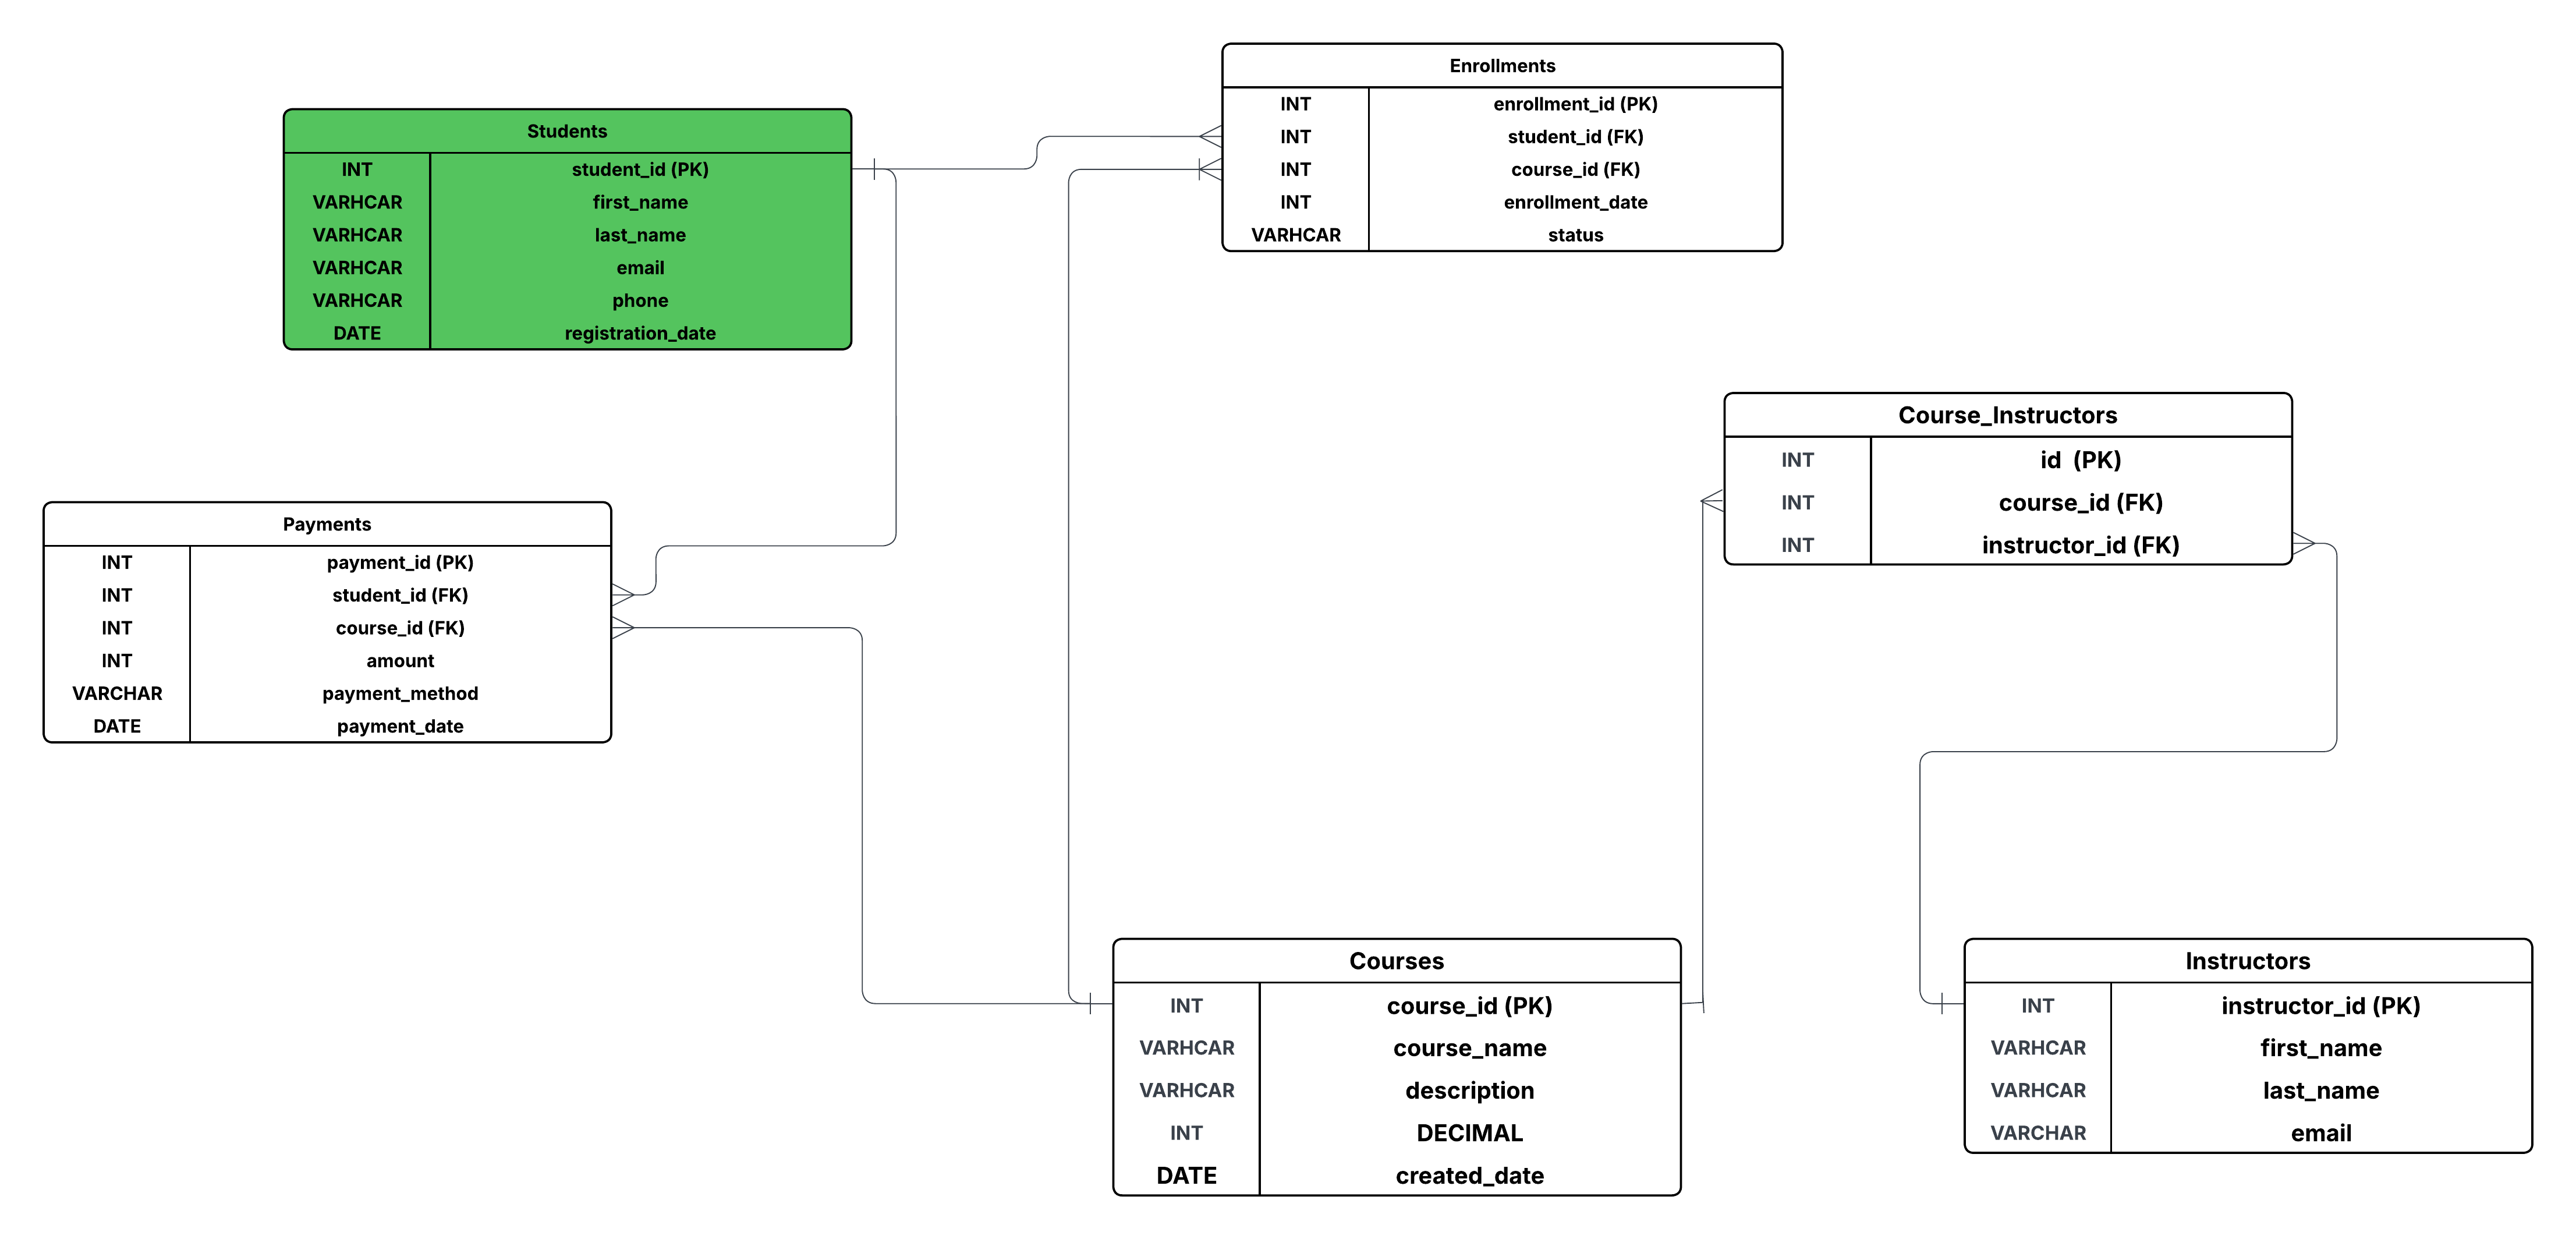 Enrollments
INT enrollment_id (PK)
INT student_id (FK)
INT course_id (FK)
INT enrollment_date
VARHCAR status
Students
INT student_id (PK)
VARHCAR first_name
VARHCAR last_name
VARHCAR email
VARHCAR phone
DATE registration_date
Course_Instructors
INT id (PK)
INT course_id (FK)
INT instructor_id (FK)
Payments
INT payment_id (PK)
INT student_id (FK)
INT course_id (FK)
INT amount
VARCHAR payment_method
DATE payment_date
Courses
INT course_id (PK)
VARHCAR course_name
VARHCAR description
INT DECIMAL
DATE created_date
Instructors
INT instructor_id (PK)
VARHCAR first_name
VARHCAR last_name
VARCHAR email